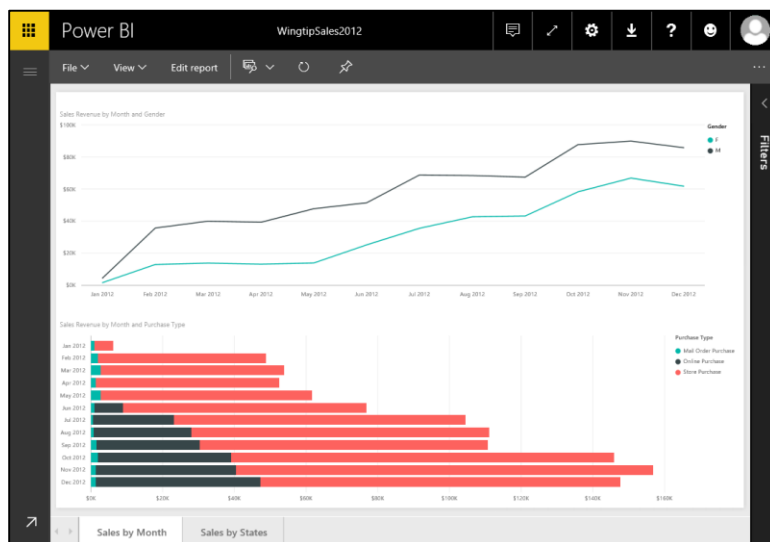 Power BI
WingtipSales2012
?
File
View
Edit report
Filters
Sales Revenue by Month and Gender
$100K
$80K
$60K
$40K
$20K
$0K
Jan 2012 Feb 2012 Mar 2012 Apr 2012 May 2012 Jun 2012 Jul 2012 Aug 2012 Sep 2012 Oct 2012 Nov 2012 Dec 2012
Gender
F
M
Sales Revenue by Month and Purchase Type
Jan 2012
Feb 2012
Mar 2012
Apr 2012
May 2012
Jun 2012
Jul 2012
Aug 2012
Sep 2012
Oct 2012
Nov 2012
Dec 2012
$0K $20K $40K $60K $80K $100K $120K $140K $160K
Purchase Type
Mail Order Purchase
Online Purchase
Store Purchase
Sales by Month
Sales by States